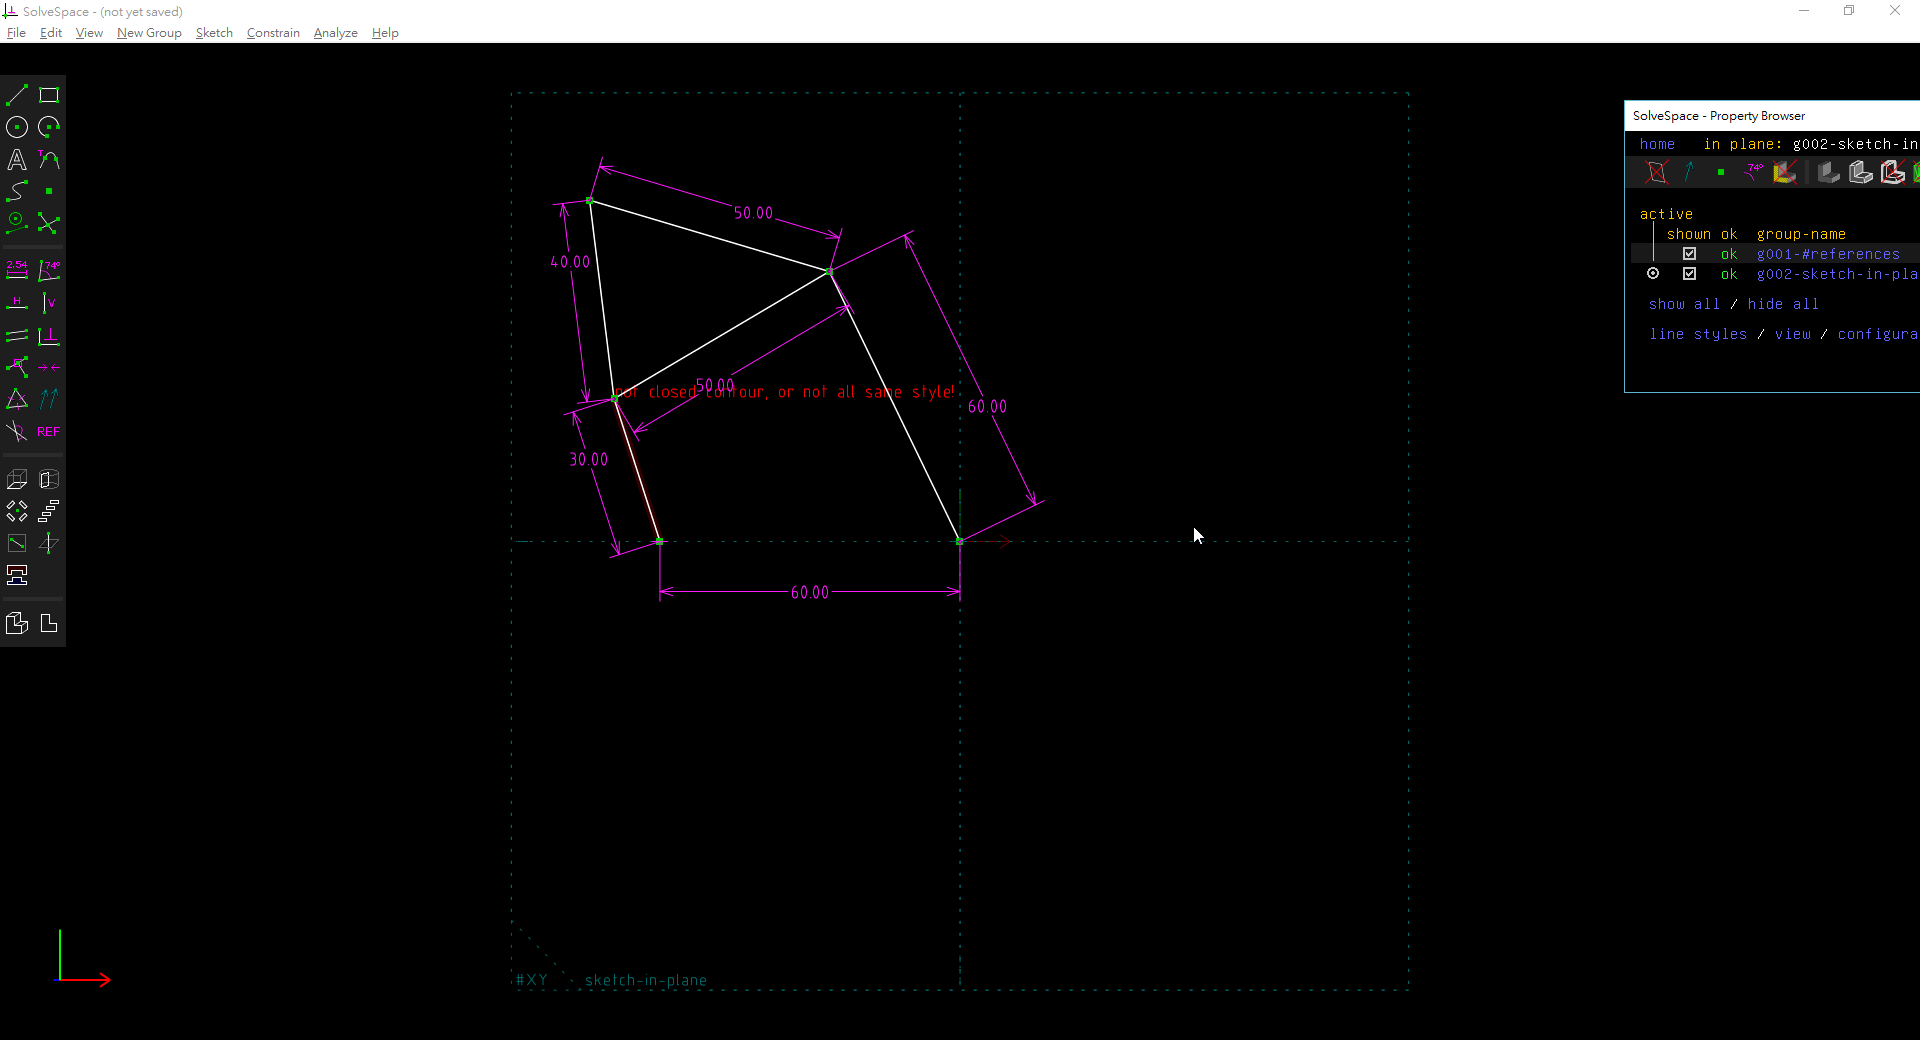 SolveSpace - (not yet saved)
File Edit View New Group Sketch Constrain Analyze Help
SolveSpace - Property Browser
home in plane: g002-sketch-in
active
shown ok group-name
ok g001-#references
ok g002-sketch-in-pla
show all / hide all
line styles / view / configura
2.54 74°
H V
REF
74°
50.00
40.00
50.00
not closed contour, or not all same style!
60.00
30.00
60.00
#XY sketch-in-plane